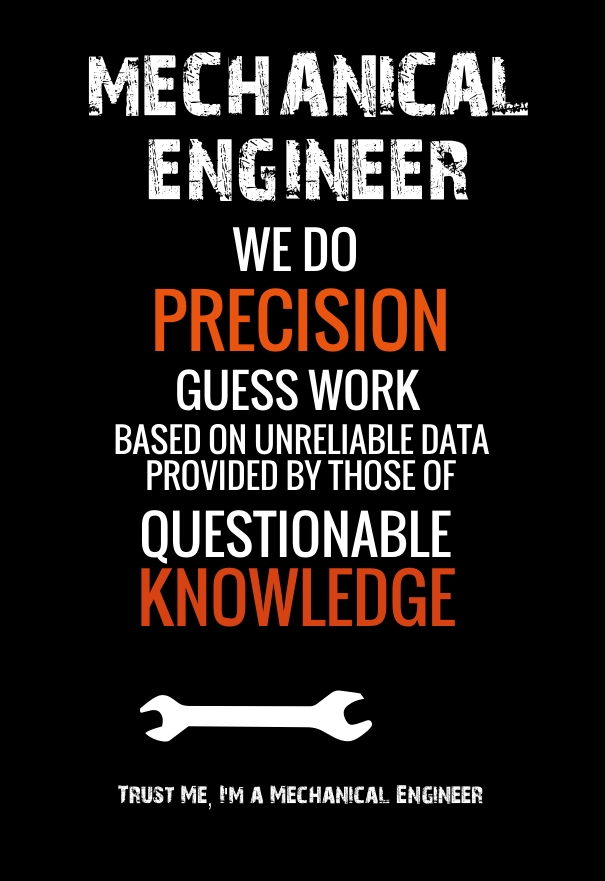 MECHANICAL
ENGINEER
WE DO
PRECISION
GUESS WORK
BASED ON UNRELIABLE DATA
PROVIDED BY THOSE OF
QUESTIONABLE
KNOWLEDGE
TRUST ME, I'M A MECHANICAL ENGINEER